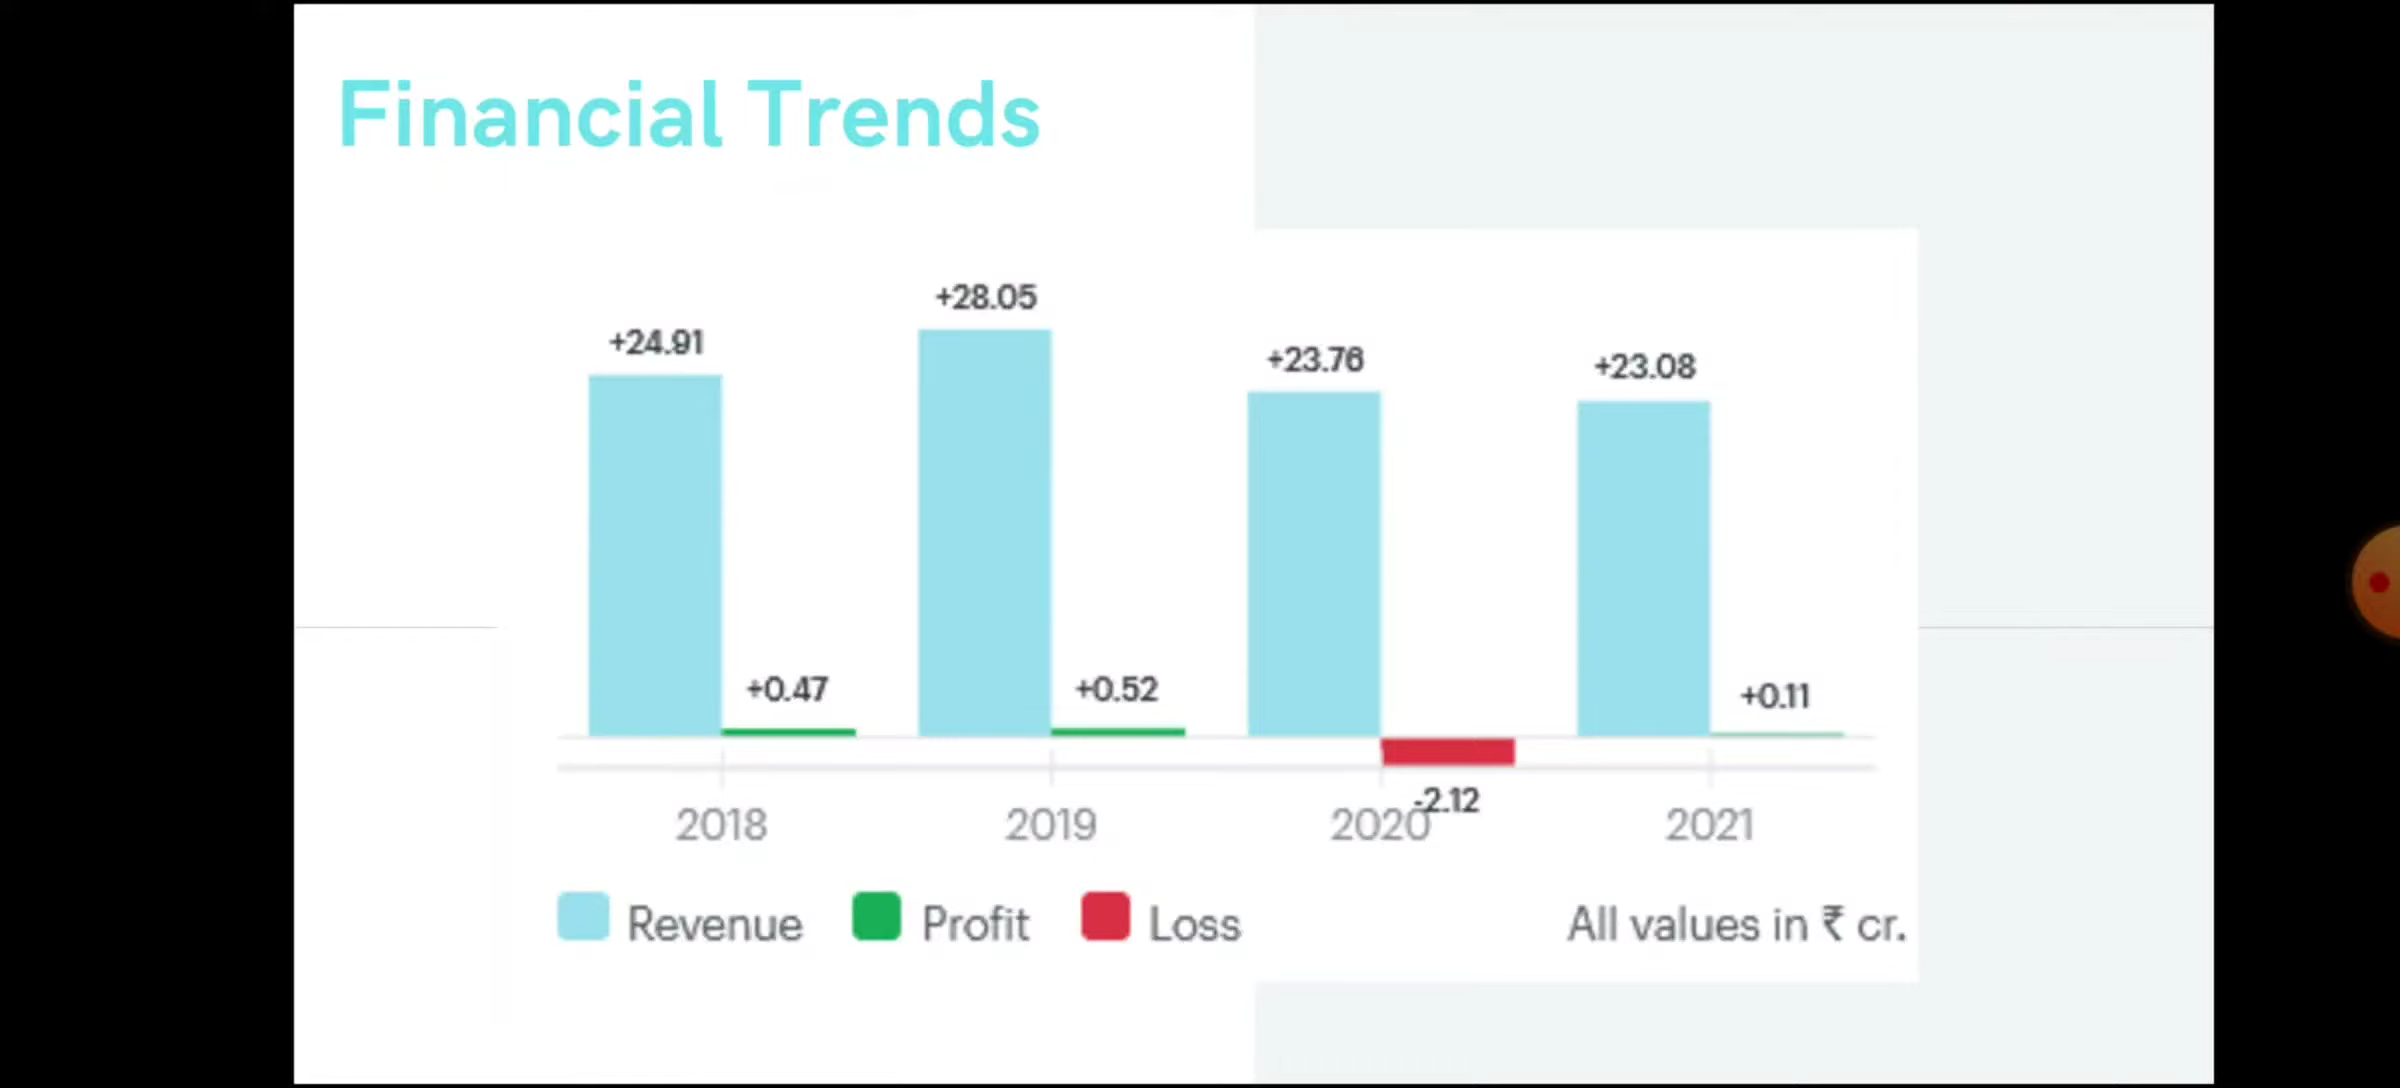 Financial Trends
+24.91
+28.05
+23.76
+23.08
+0.47
+0.52
-2.12
+0.11
2018
2019
2020
2021
Revenue
Profit
Loss
All values in ₹ cr.